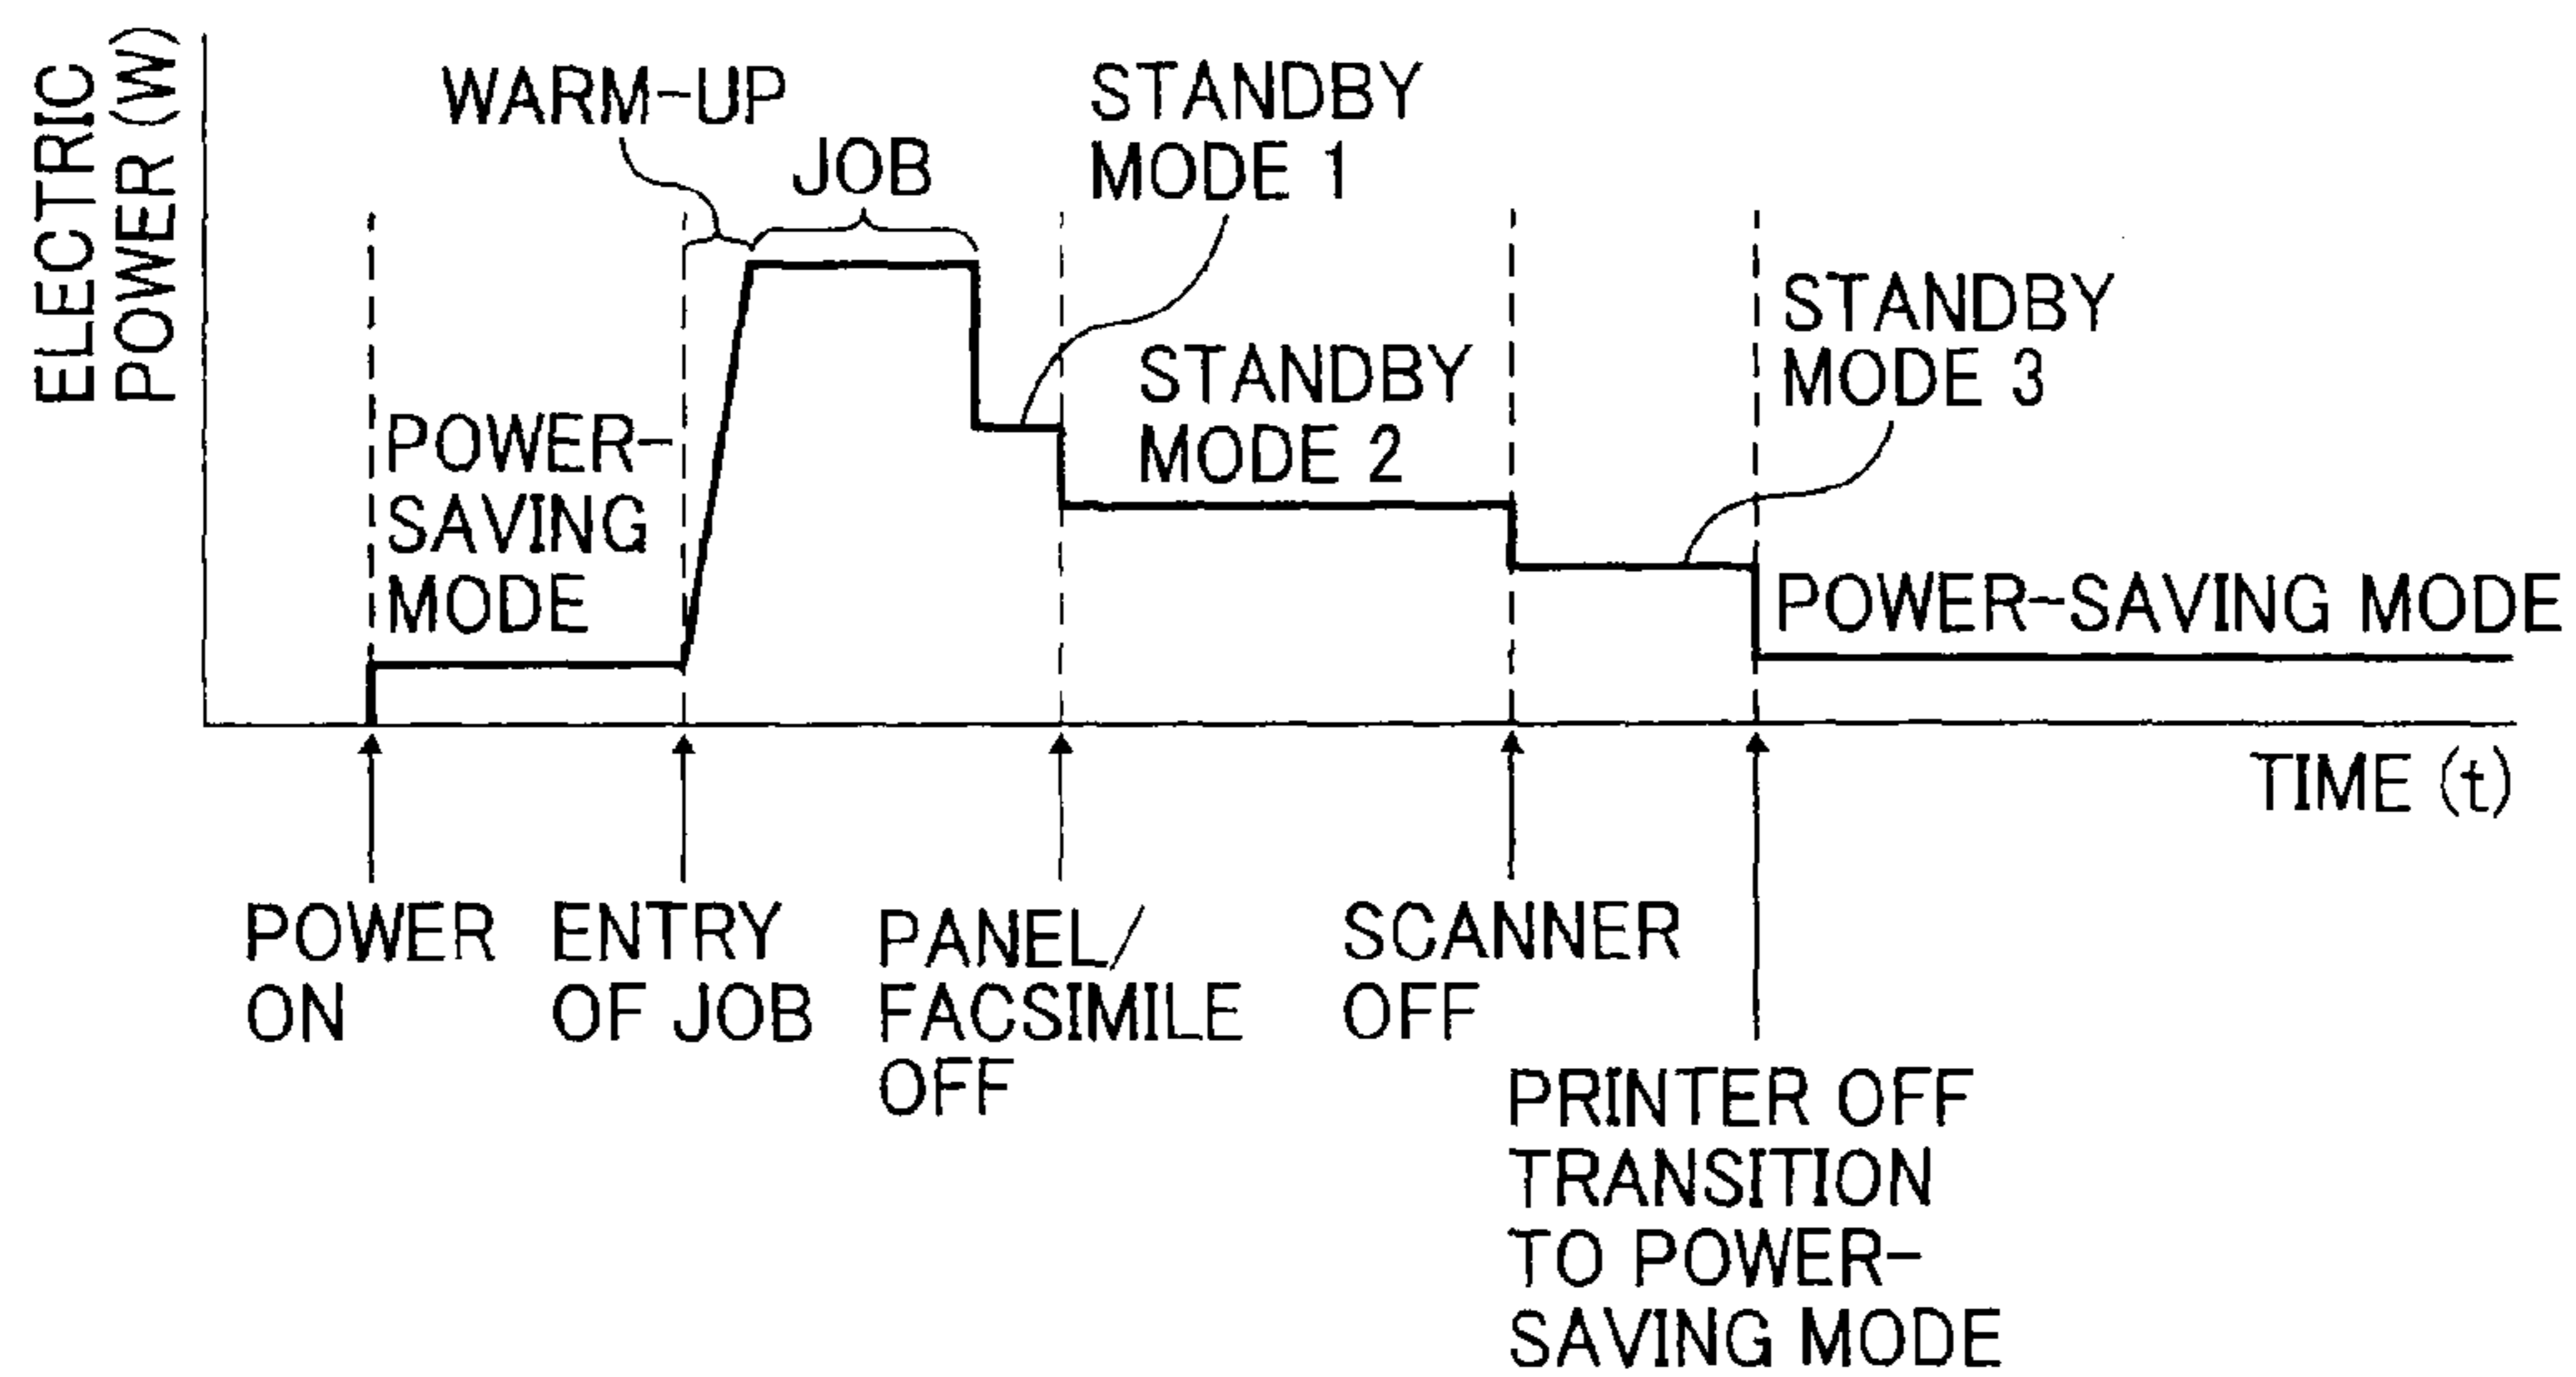 ELECTRIC
POWER (W)
WARM-UP
JOB
STANDBY
MODE 1
STANDBY
MODE 2
STANDBY
MODE 3
POWER-
SAVING
MODE
POWER-SAVING MODE
TIME (t)
POWER
ON
ENTRY
OF JOB
PANEL/
FACSIMILE
OFF
SCANNER
OFF
PRINTER OFF
TRANSITION
TO POWER-
SAVING MODE